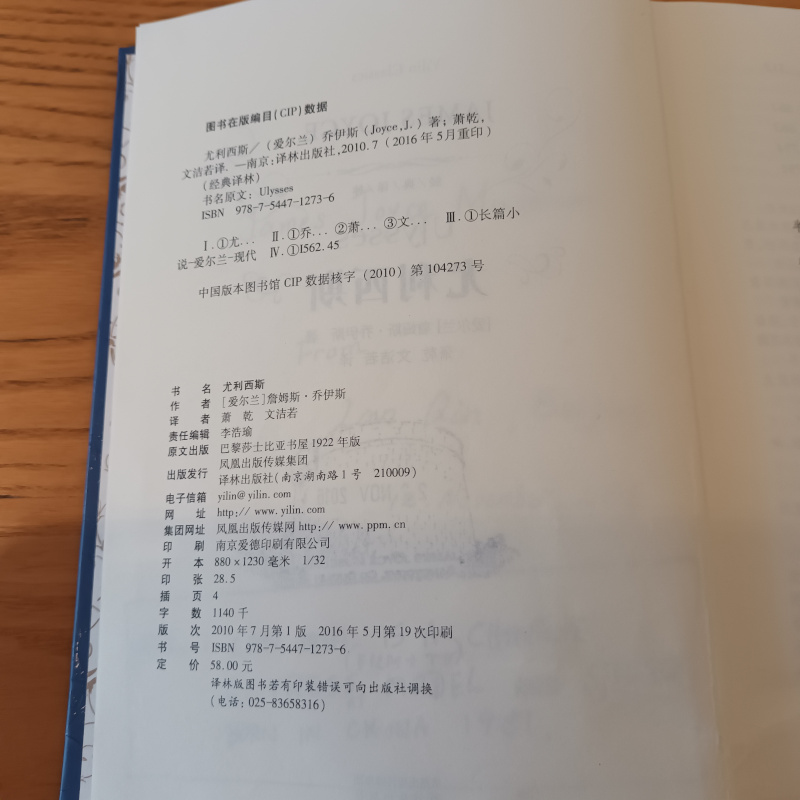 图书在版编目(CIP)数据
尤利西斯/(爱尔兰)乔伊斯(Joyce,J.)著;萧乾,
文洁若译.—南京:译林出版社,2010.7(2016年5月重印)
(经典译林)
书名原文:Ulysses
ISBN 978-7-5447-1273-6
Ⅰ.①尤... Ⅱ.①乔... ②萧... ③文... Ⅲ.①长篇小
说-爱尔兰-现代 Ⅳ.①I562.45
中国版本图书馆CIP数据核字(2010)第104273号
书 名 尤利西斯
作 者 [爱尔兰]詹姆斯·乔伊斯
译 者 萧 乾 文洁若
责任编辑 李浩瑜
原文出版 巴黎莎士比亚书屋1922年版
出版发行 凤凰出版传媒集团
译林出版社(南京湖南路1号 210009)
电子信箱 yilin@yilin.com
网 址 http://www.yilin.com
集团网址 凤凰出版传媒网http://www.ppm.cn
印 刷 南京爱德印刷有限公司
开 本 880×1230毫米 1/32
印 张 28.5
插 页 4
字 数 1140千
版 次 2010年7月第1版 2016年5月第19次印刷
书 号 ISBN 978-7-5447-1273-6
定 价 58.00元
译林版图书若有印装错误可向出版社调换
(电话:025-83658316)